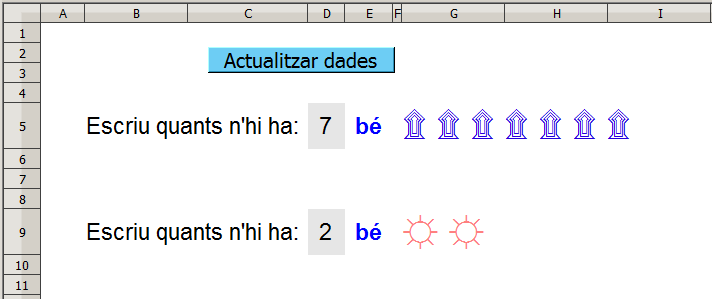 A B C D E F G H I
1
2
Actualitzar dades
3
4
5 Escriu quants n'hi ha: 7 bé
6
7
8
9 Escriu quants n'hi ha: 2 bé
10
11